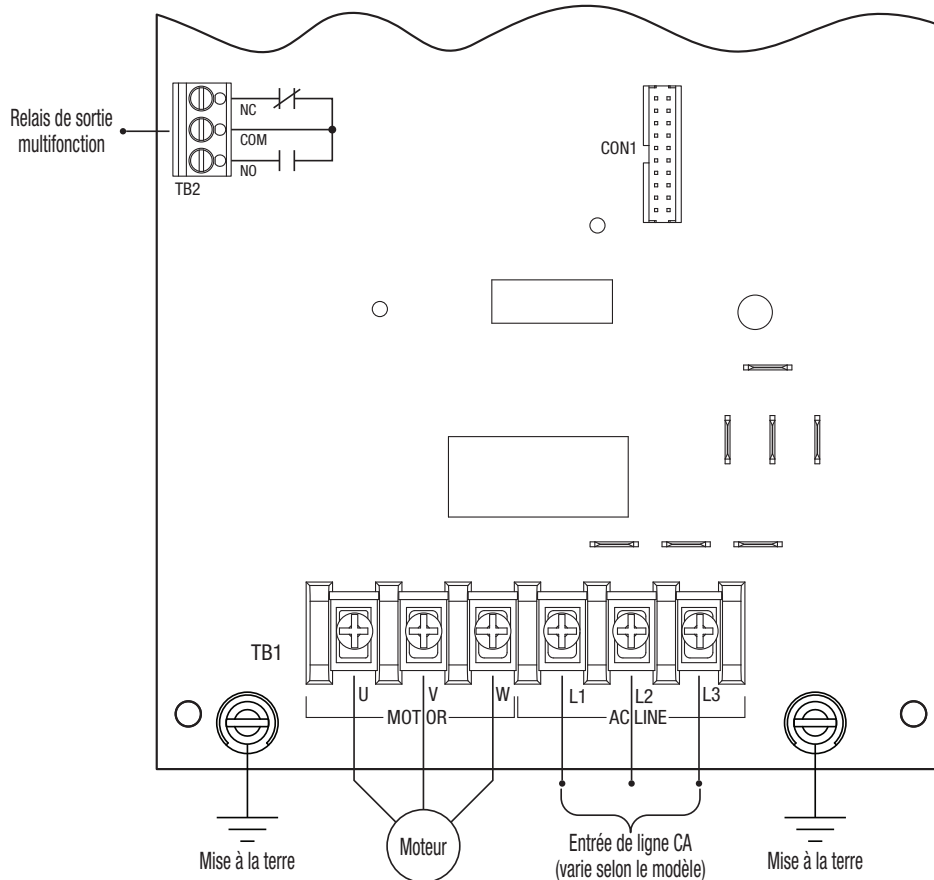 Relais de sortie
multifonction
NC
COM
NO
TB2
CON1
TB1
U
V
W
L1
L2
L3
MOTOR
AC LINE
Mise à la terre
Moteur
Entrée de ligne CA
(varie selon le modèle)
Mise à la terre